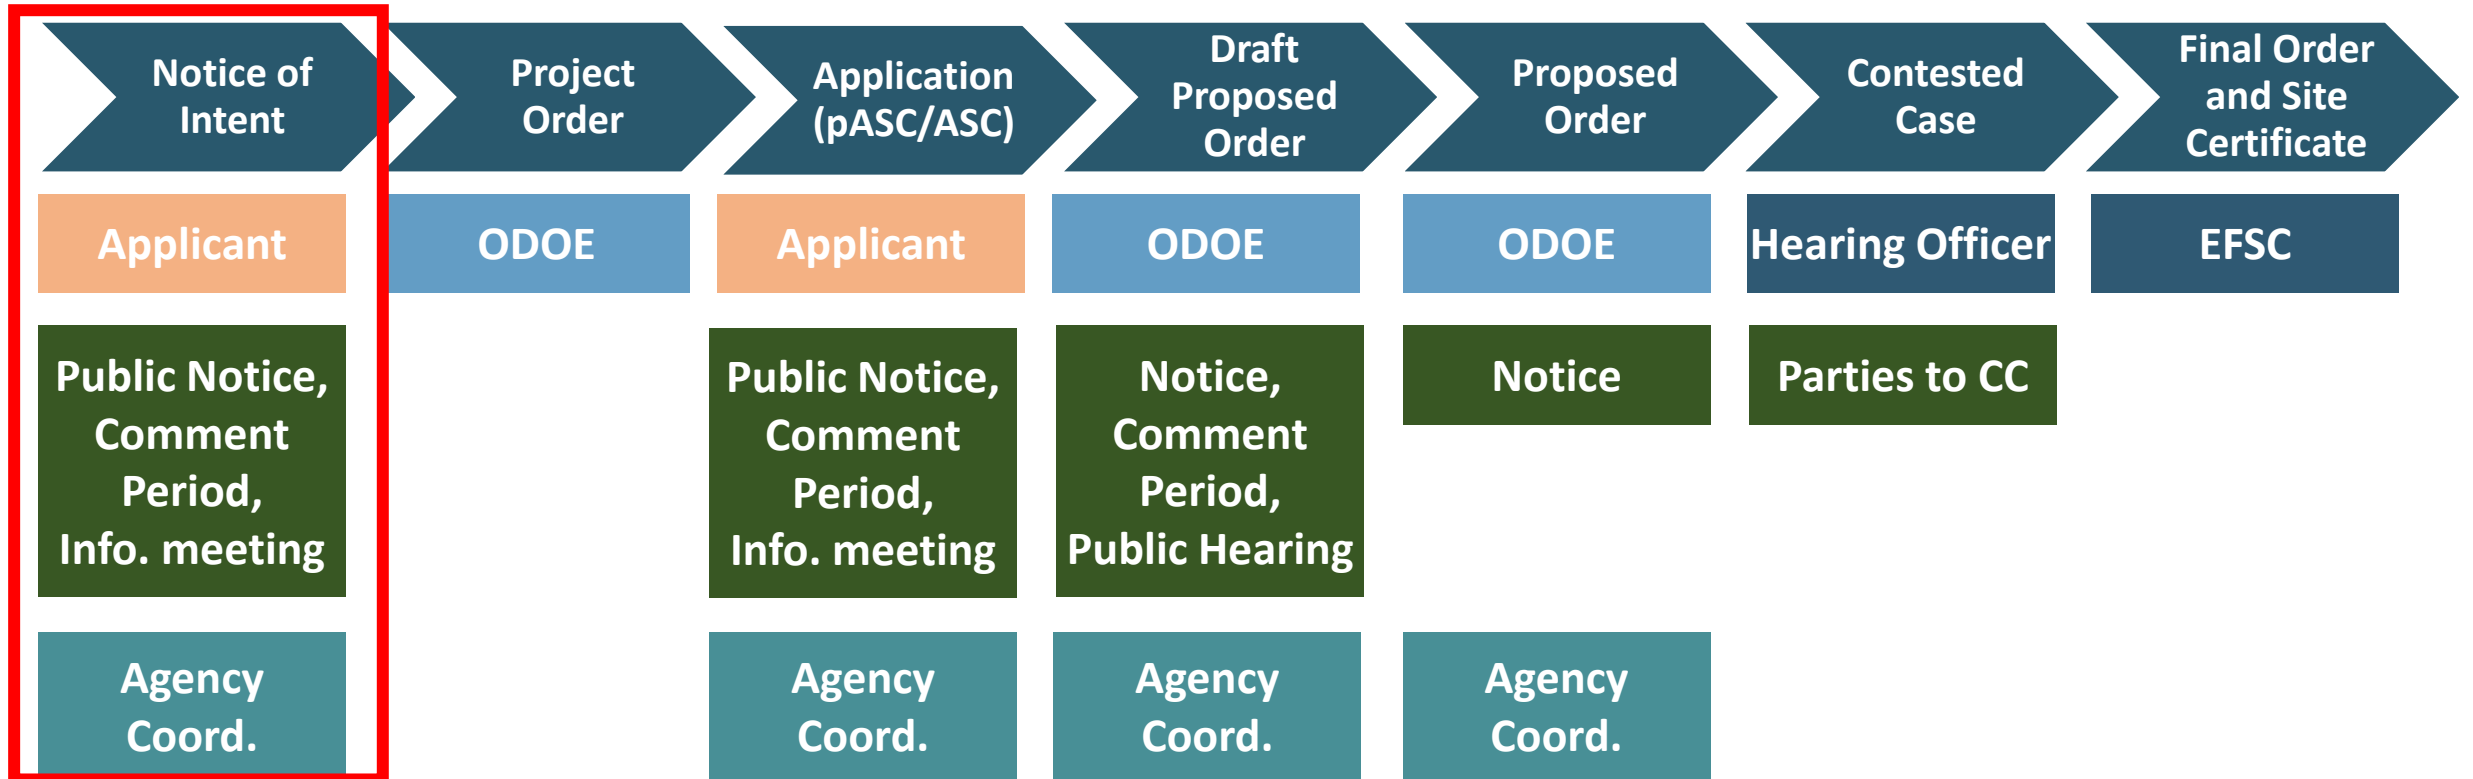 Notice of
Intent
Project
Order
Application
(pASC/ASC)
Draft
Proposed
Order
Proposed
Order
Contested
Case
Final Order
and Site
Certificate
Applicant
ODOE
Applicant
ODOE
ODOE
Hearing Officer
EFSC
Public Notice,
Comment
Period,
Info. meeting
Public Notice,
Comment
Period,
Info. meeting
Notice,
Comment
Period,
Public Hearing
Notice
Parties to CC
Agency
Coord.
Agency
Coord.
Agency
Coord.
Agency
Coord.